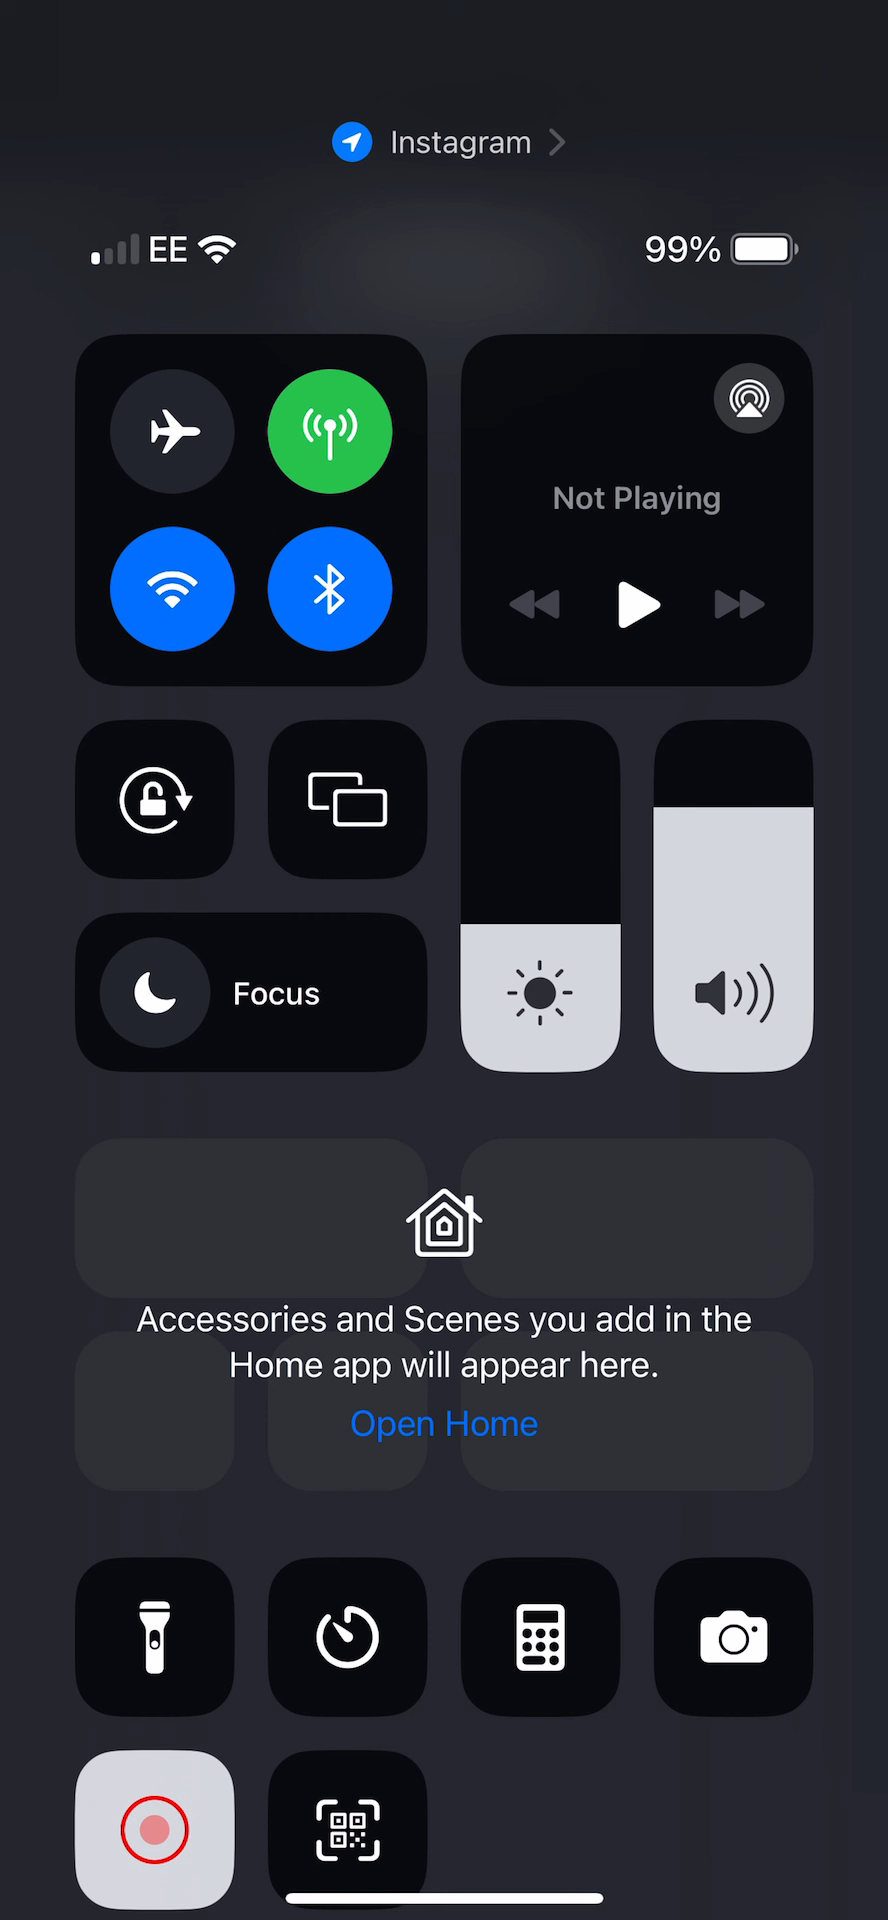 Instagram
EE
99%
Not Playing
Focus
Accessories and Scenes you add in the
Home app will appear here.
Open Home